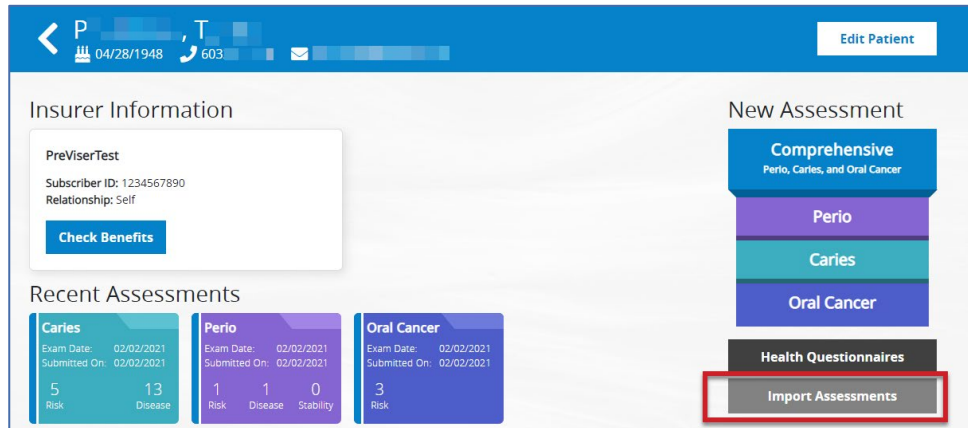 P , T
04/28/1948 603
Edit Patient
Insurer Information
PreViserTest
Subscriber ID: 1234567890
Relationship: Self
Check Benefits
Recent Assessments
Caries
Exam Date: 02/02/2021
Submitted On: 02/02/2021
5 13
Risk Disease
Perio
Exam Date: 02/02/2021
Submitted On: 02/02/2021
1 1 0
Risk Disease Stability
Oral Cancer
Exam Date: 02/02/2021
Submitted On: 02/02/2021
3
Risk
New Assessment
Comprehensive
Perio, Caries, and Oral Cancer
Perio
Caries
Oral Cancer
Health Questionnaires
Import Assessments